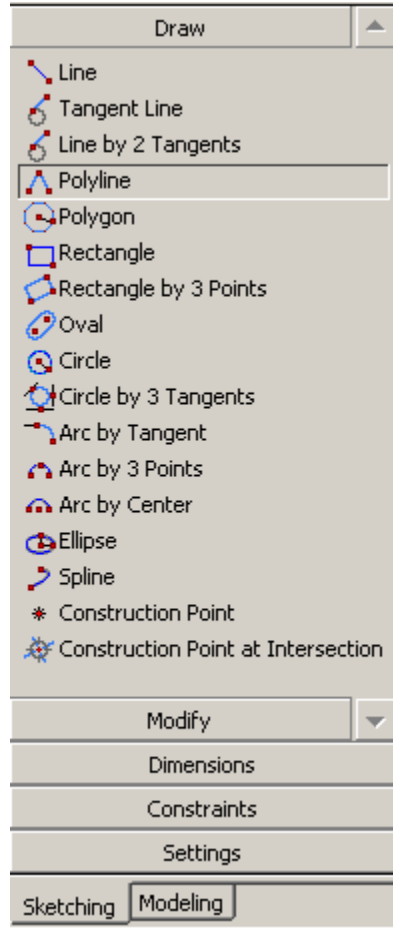 Draw
Line
Tangent Line
Line by 2 Tangents
Polyline
Polygon
Rectangle
Rectangle by 3 Points
Oval
Circle
Circle by 3 Tangents
Arc by Tangent
Arc by 3 Points
Arc by Center
Ellipse
Spline
Construction Point
Construction Point at Intersection
Modify
Dimensions
Constraints
Settings
Sketching Modeling